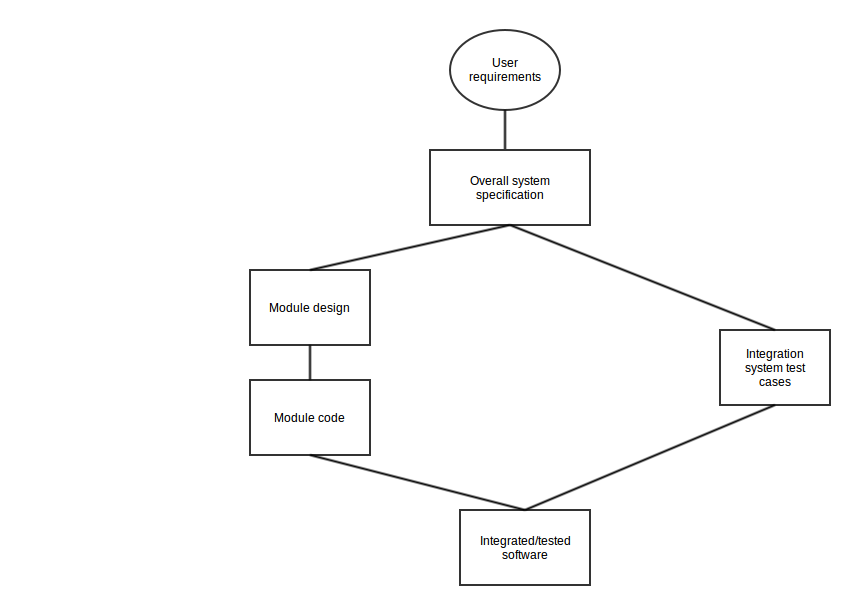 User
requirements
Overall system
specification
Module design
Integration
system test
cases
Module code
Integrated/tested
software